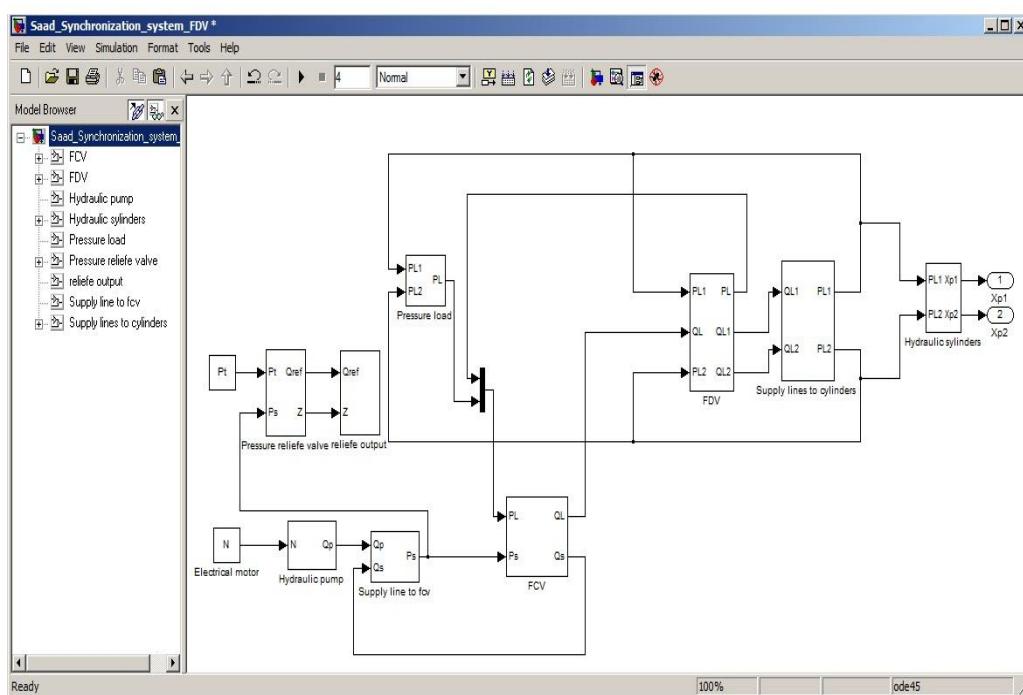 Saad_Synchronization_system_FDV *
File Edit View Simulation Format Tools Help
4 Normal
Model Browser
Saad_Synchronization_system_
FCV
FDV
Hydraulic pump
Hydraulic sylinders
Pressure load
Pressure reliefe valve
reliefe output
Supply line to fcv
Supply lines to cylinders
PL1 PL
PL2
Pressure load
PL1 PL
QL QL1
PL2 QL2
FDV
QL1 PL1
QL2 PL2
Supply lines to cylinders
PL1 Xp1
PL2 Xp2
Hydraulic sylinders
1
Xp1
2
Xp2
Pt
Pt Qref
Ps Z
Pressure reliefe valve
Qref
Z
reliefe output
N
Electrical motor
N Qp
Hydraulic pump
Qp Ps
Qs
Supply line to fcv
PL QL
Ps Qs
FCV
Ready 100% ode45